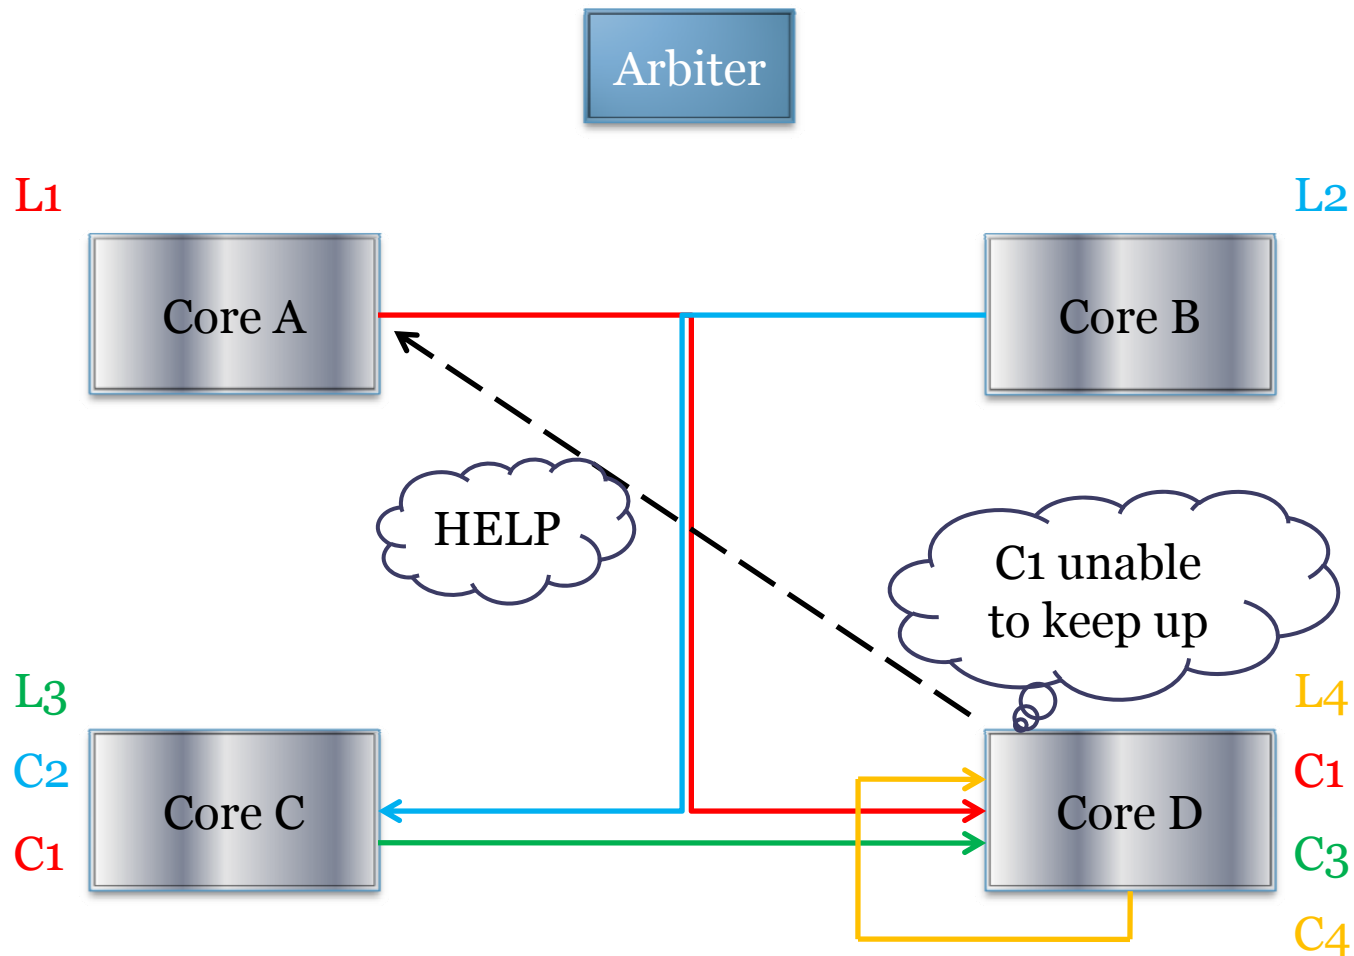 Arbiter
L1
L2
Core A
Core B
HELP
C1 unable
to keep up
L3
L4
C2
C1
Core C
Core D
C1
C3
C4